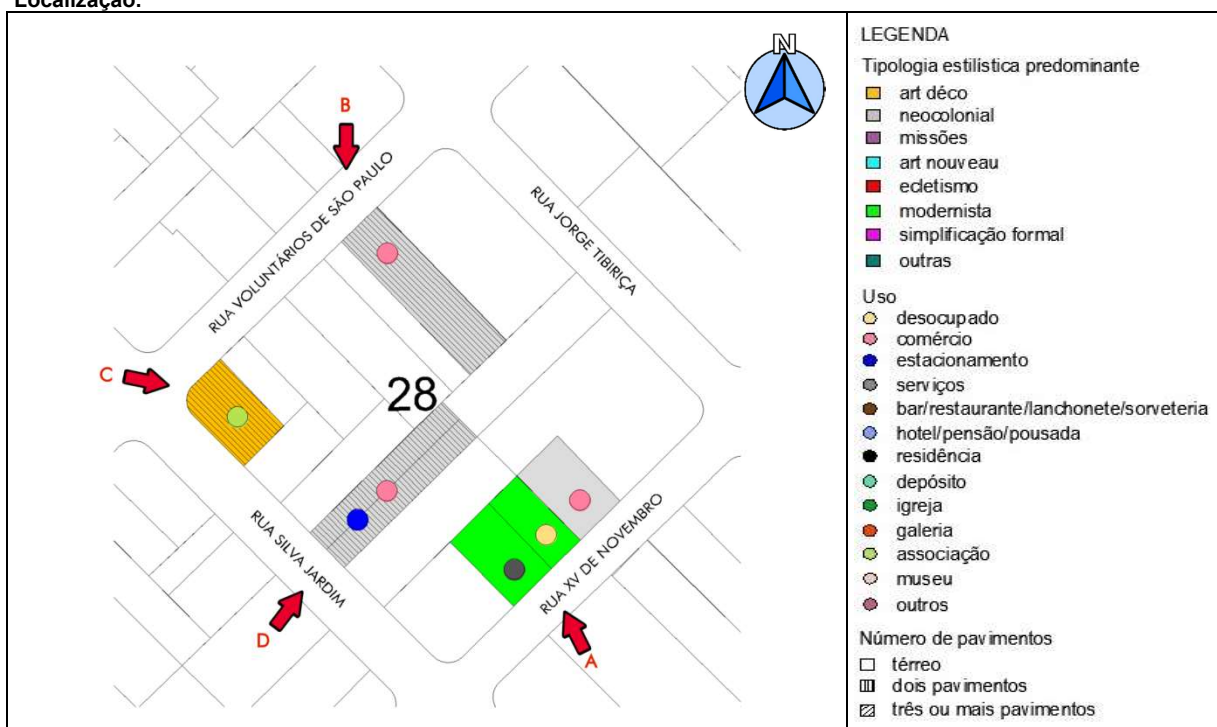 Localização:
N
B
RUA VOLUNTÁRIOS DE SÃO PAULO
RUA JORGE TIBIRIÇA
C
28
RUA SILVA JARDIM
RUA XV DE NOVEMBRO
D
A
LEGENDA
Tipologia estilística predominante
art déco
neocolonial
missões
art nouveau
ecletismo
modernista
simplificação formal
outras
Uso
desocupado
comércio
estacionamento
serviços
bar/restaurante/lanchonete/sorveteria
hotel/pensão/pousada
residência
depósito
igreja
galeria
associação
museu
outros
Número de pavimentos
térreo
dois pavimentos
três ou mais pavimentos